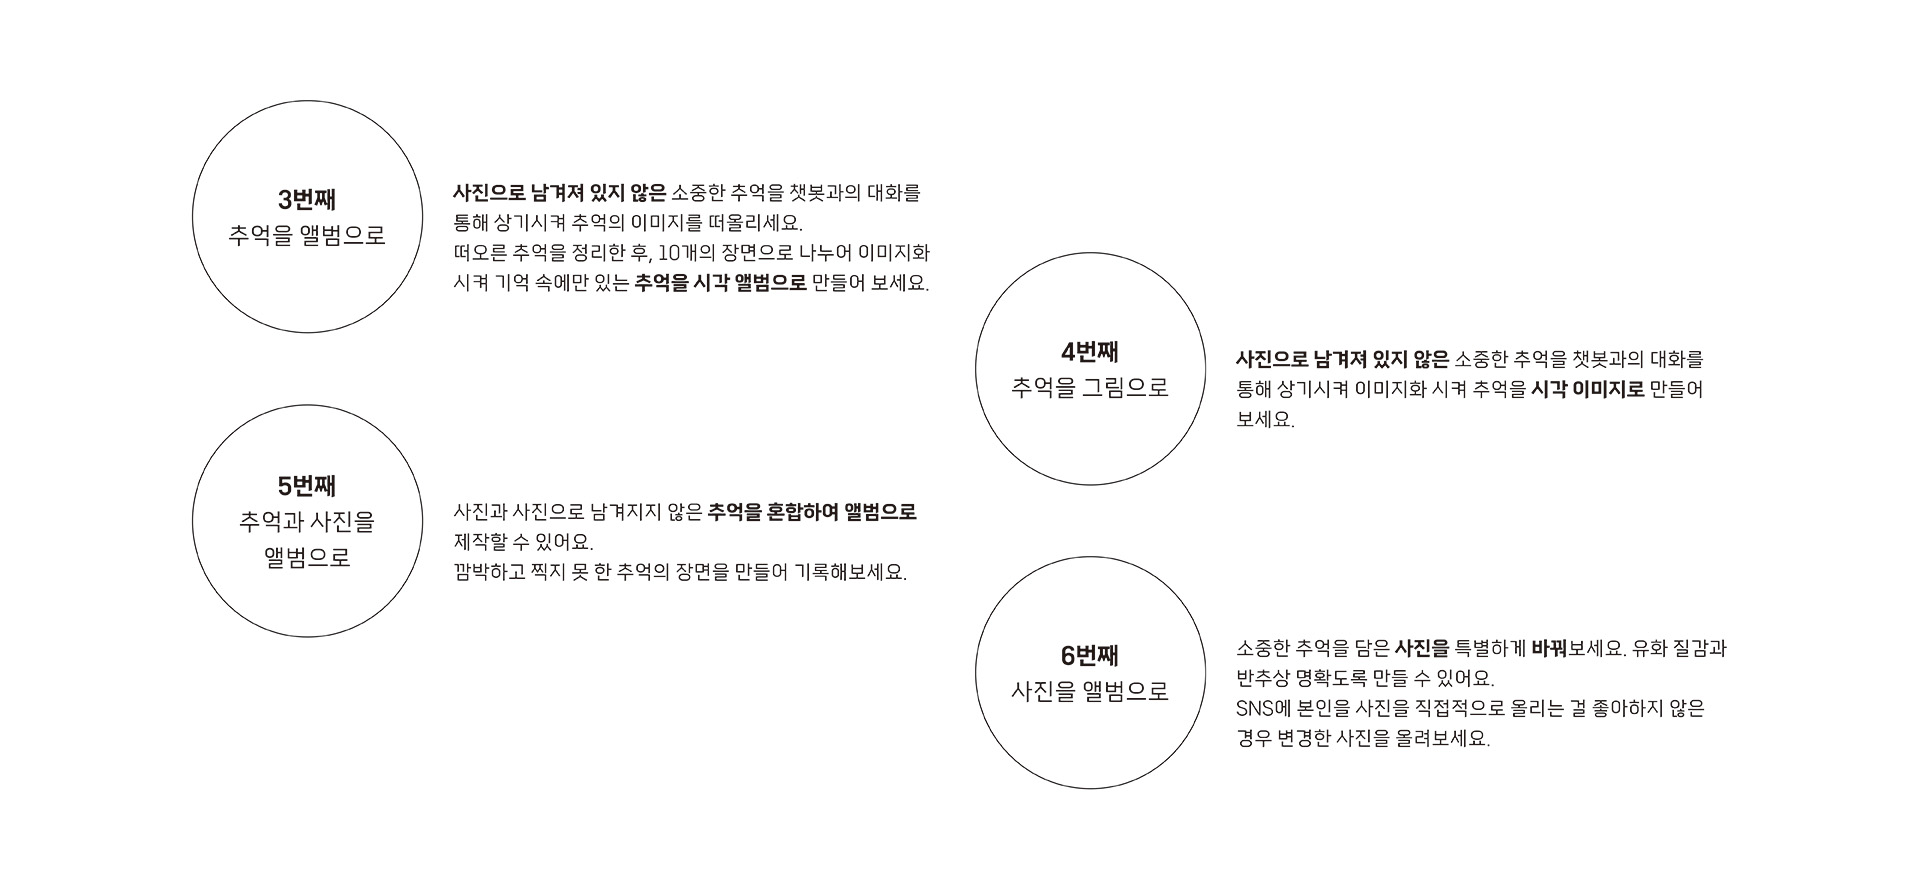 3번째
추억을 앨범으로
사진으로 남겨져 있지 않은 소중한 추억을 챗봇과의 대화를
통해 상기시켜 추억의 이미지를 떠올리세요.
떠오른 추억을 정리한 후, 10개의 장면으로 나누어 이미지화
시켜 기억 속에만 있는 추억을 시각 앨범으로 만들어 보세요.
4번째
추억을 그림으로
사진으로 남겨져 있지 않은 소중한 추억을 챗봇과의 대화를
통해 상기시켜 이미지화 시켜 추억을 시각 이미지로 만들어
보세요.
5번째
추억과 사진을
앨범으로
사진과 사진으로 남겨지지 않은 추억을 혼합하여 앨범으로
제작할 수 있어요.
깜박하고 찍지 못 한 추억의 장면을 만들어 기록해보세요.
6번째
사진을 앨범으로
소중한 추억을 담은 사진을 특별하게 바꿔보세요. 유화 질감과
반추상 명확도록 만들 수 있어요.
SNS에 본인을 사진을 직접적으로 올리는 걸 좋아하지 않은
경우 변경한 사진을 올려보세요.